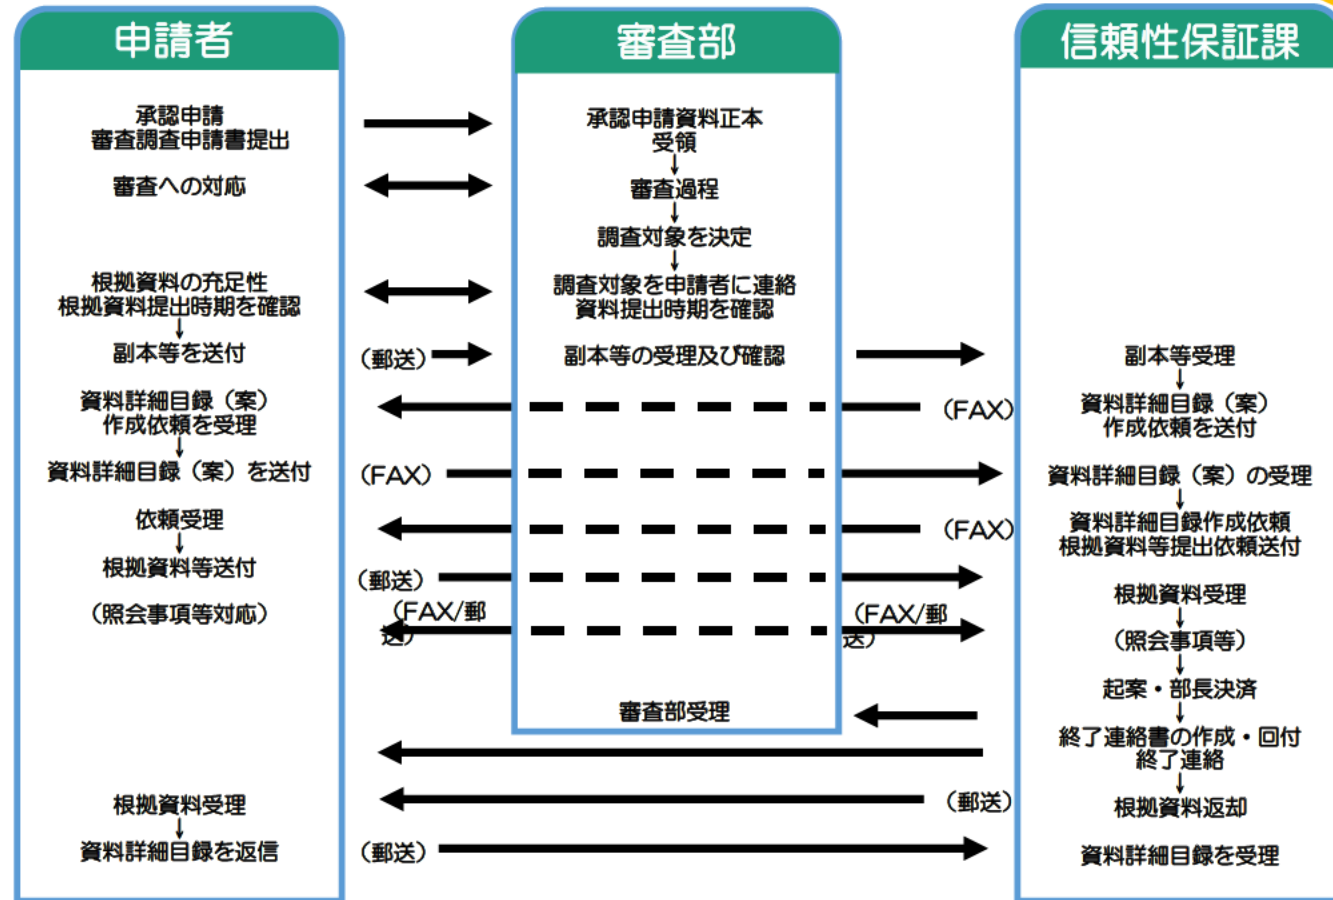 申請者
承認申請
審査調査申請書提出
審査への対応
根拠資料の充足性
根拠資料提出時期を確認
↓
副本等を送付
資料詳細目録（案）
作成依頼を受理
↓
資料詳細目録（案）を送付
依頼受理
↓
根拠資料等送付
（照会事項等対応）
根拠資料受理
↓
資料詳細目録を返信
（郵送）
（FAX）
（郵送）
（FAX/郵
送）
（郵送）
審査部
承認申請資料正本
受領
↓
審査過程
↓
調査対象を決定
↓
調査対象を申請者に連絡
資料提出時期を確認
副本等の受理及び確認
審査部受理
（FAX）
（FAX）
（FAX/郵
送）
（郵送）
信頼性保証課
副本等受理
↓
資料詳細目録（案）
作成依頼を送付
資料詳細目録（案）の受理
↓
資料詳細目録作成依頼
根拠資料等提出依頼送付
根拠資料受理
↓
（照会事項等）
↓
起案・部長決済
↓
終了連絡書の作成・回付
終了連絡
↓
根拠資料返却
資料詳細目録を受理